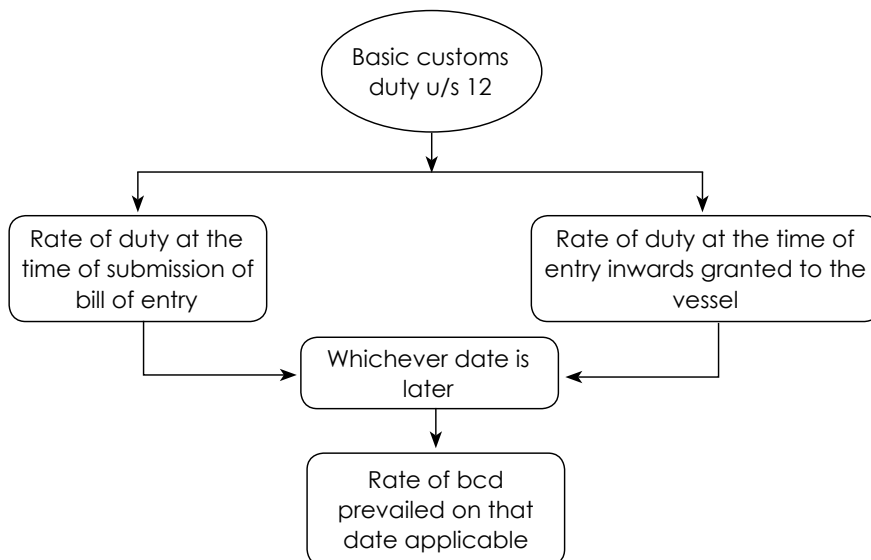 Basic customs
duty u/s 12
Rate of duty at the
time of submission of
bill of entry
Rate of duty at the time of
entry inwards granted to the
vessel
Whichever date is
later
Rate of bcd
prevailed on that
date applicable